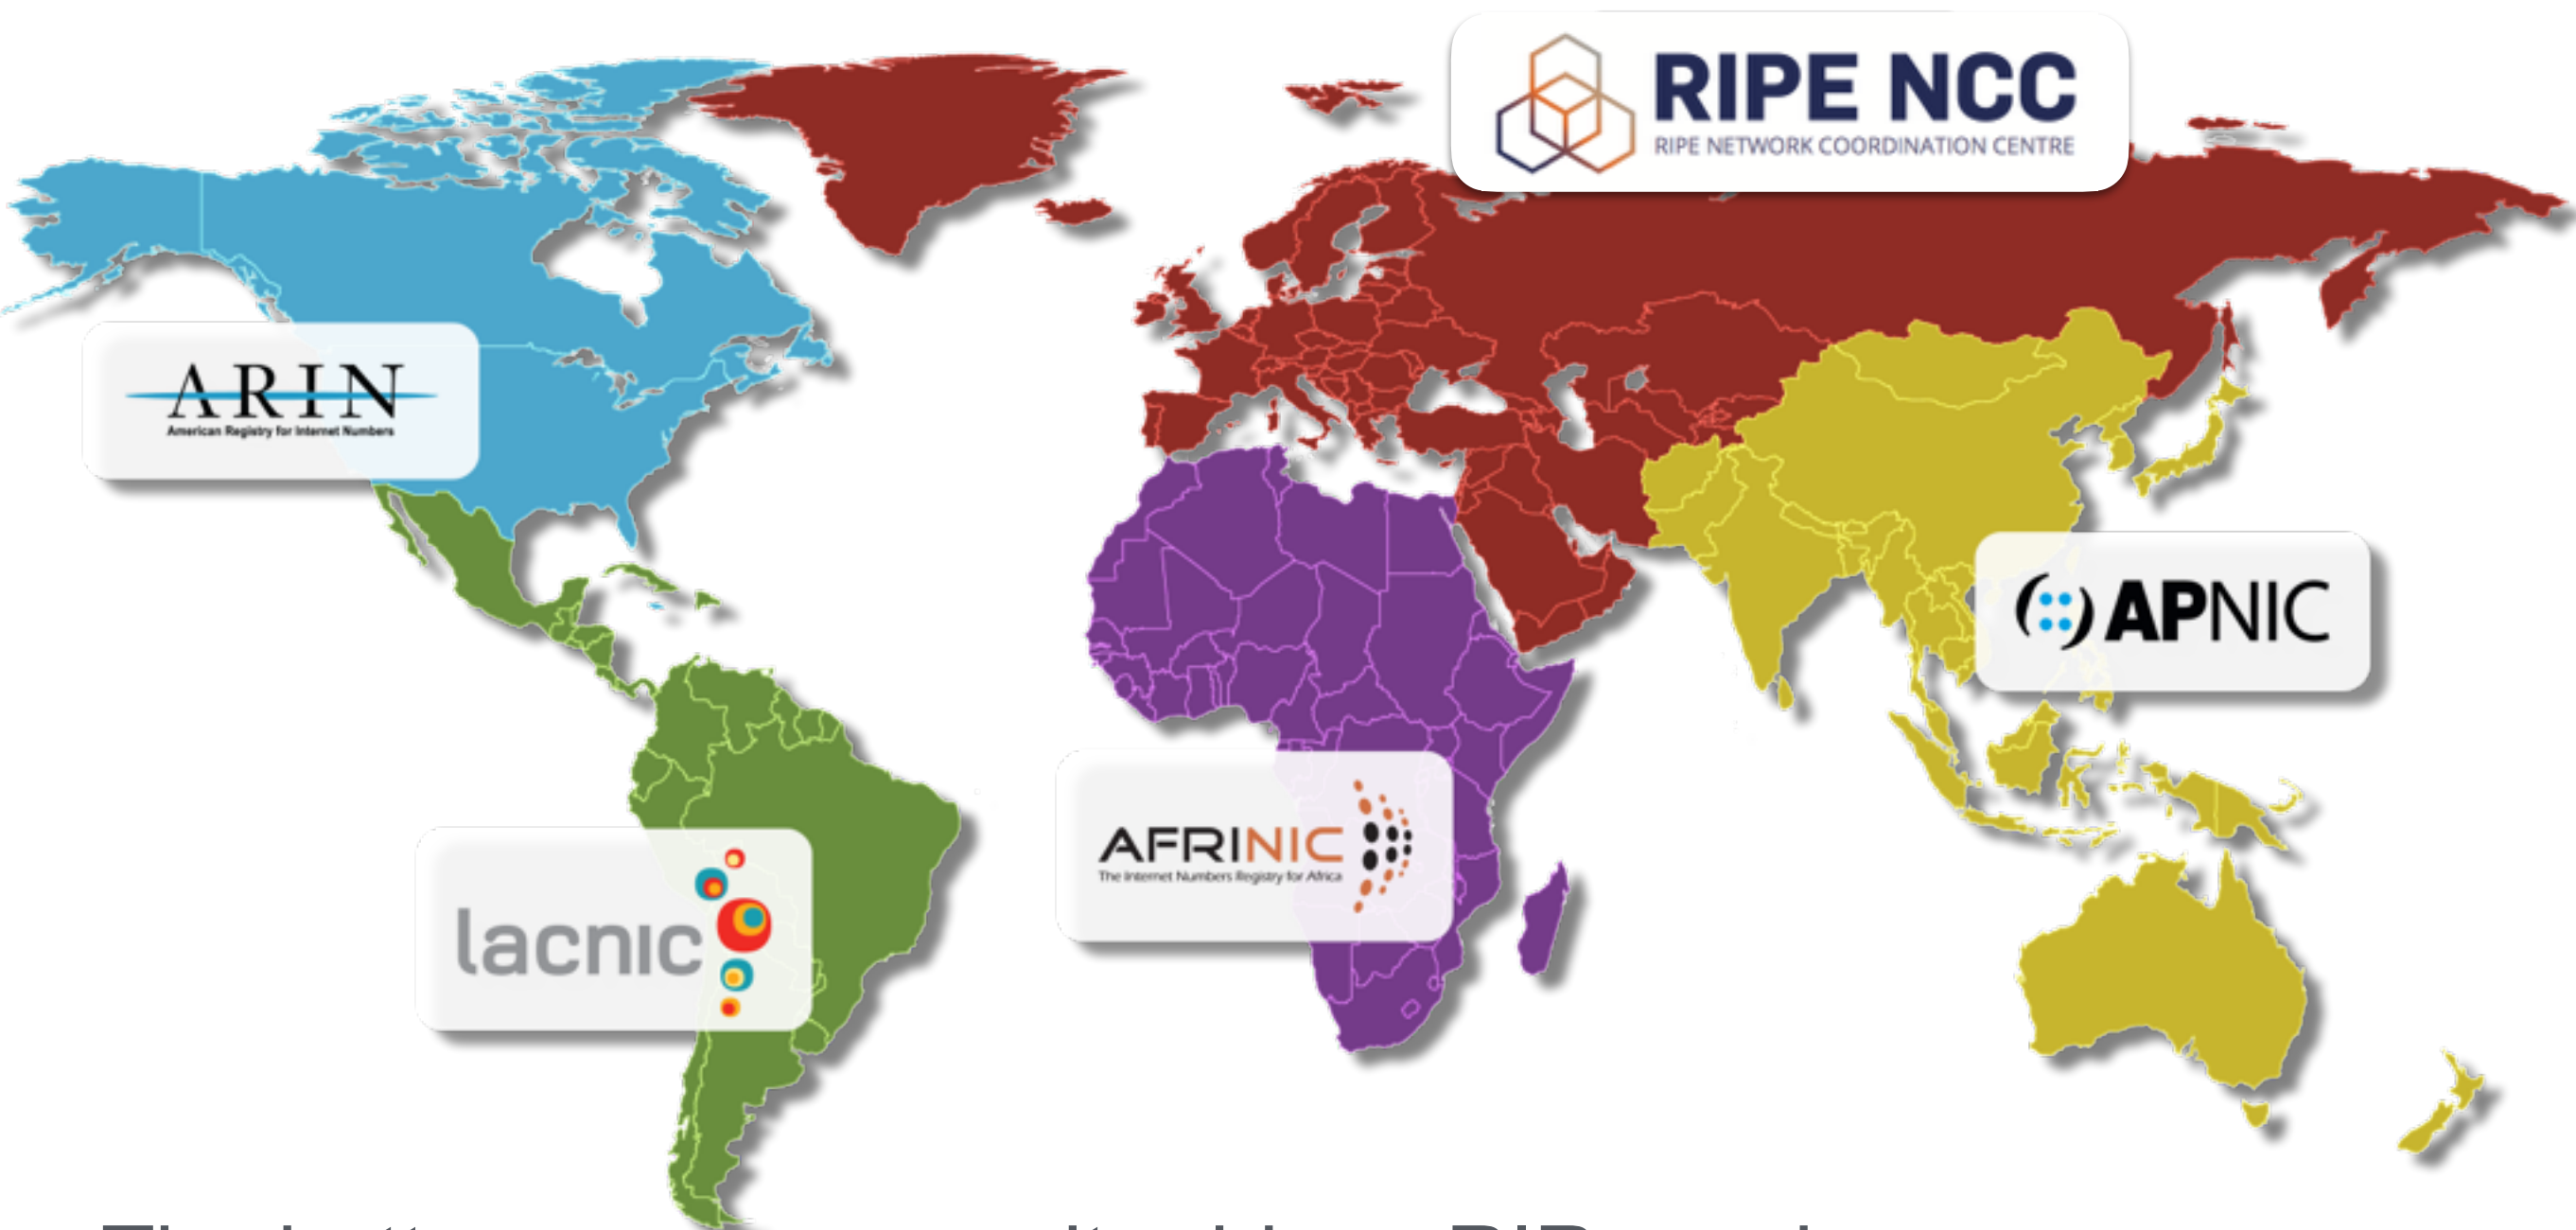 RIPE NCC
RIPE NETWORK COORDINATION CENTRE
ARIN
American Registry for Internet Numbers
APNIC
AFRINIC
The Internet Numbers Registry for Africa
lacnic